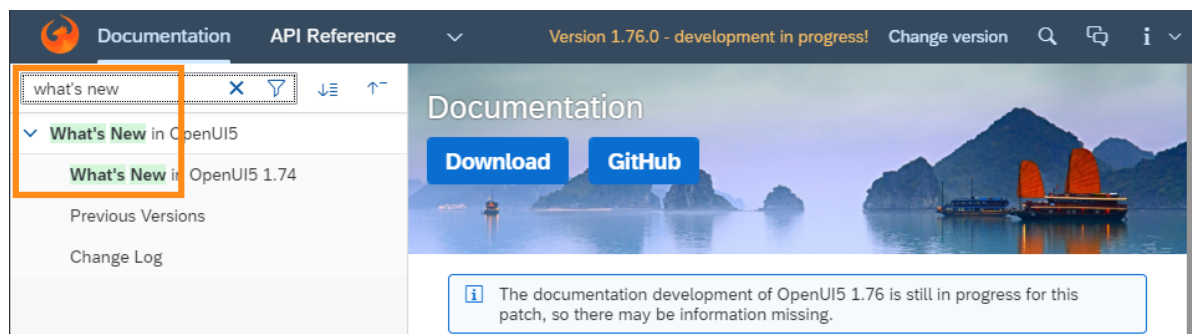 Documentation API Reference Version 1.76.0 - development in progress! Change version
what's new
What's New in OpenUI5
What's New in OpenUI5 1.74
Previous Versions
Change Log
Documentation
Download GitHub
The documentation development of OpenUI5 1.76 is still in progress for this
patch, so there may be information missing.